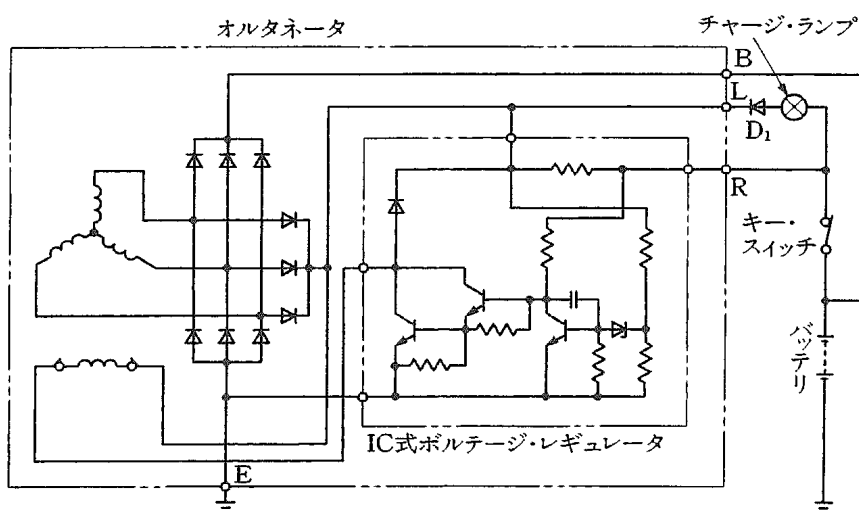 オルタネータ
チャージ・ランプ
B
L
D₁
R
キー・
スイッチ
バッテリ
IC式ボルテージ・レギュレータ
E